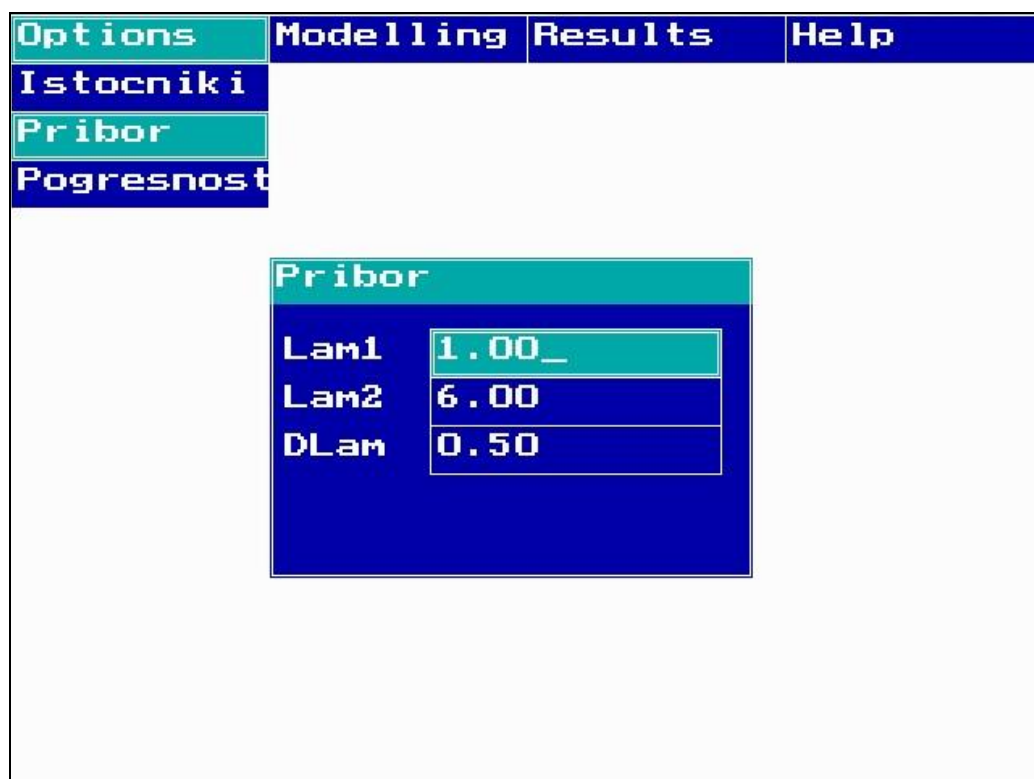 Options Modelling Results Help
Istocniki
Pribor
Pogresnost
Pribor
Lam1 1.00_
Lam2 6.00
DLam 0.50